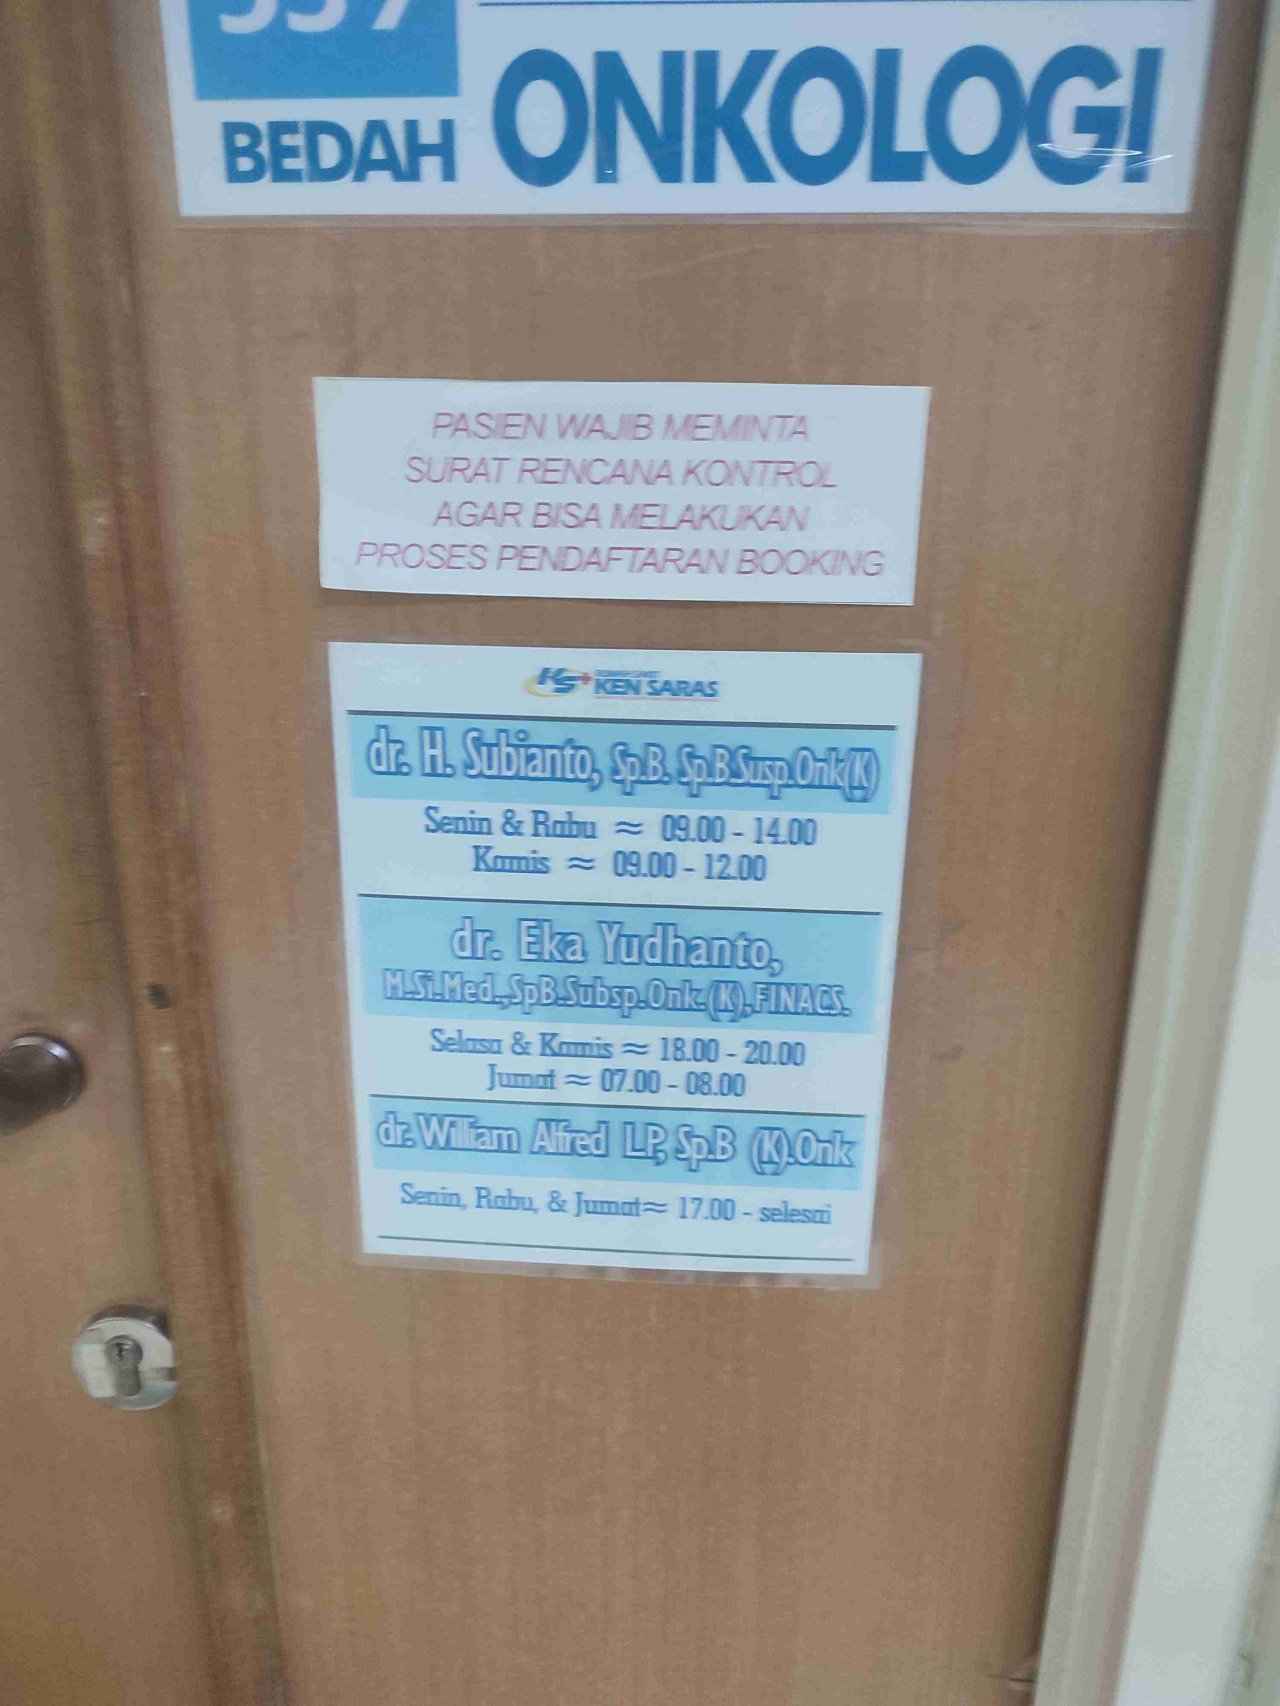 BEDAH ONKOLOGI
PASIEN WAJIB MEMINTA
SURAT RENCANA KONTROL
AGAR BISA MELAKUKAN
PROSES PENDAFTARAN BOOKING
KS KEN SARAS
dr. H. Subianto, Sp.B. Sp.B.Susp.Onk(K)
Senin & Rabu ≈ 09.00 - 14.00
Kamis ≈ 09.00 - 12.00
dr. Eka Yudhanto,
M.Si.Med.,SpB.Subsp.Onk.(K),FINACS.
Selasa & Kamis ≈ 18.00 - 20.00
Jumat ≈ 07.00 - 08.00
dr. William Alfred LP, Sp.B (K).Onk
Senin, Rabu, & Jumat ≈ 17.00 - selesai